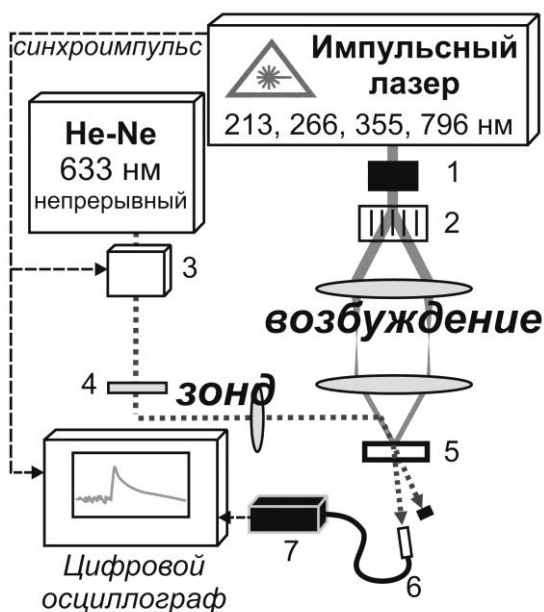 синхроимпульс
Импульсный
лазер
213, 266, 355, 796 нм
He-Ne
633 нм
непрерывный
1
2
3
возбуждение
4
зонд
5
6
7
Цифровой
осциллограф